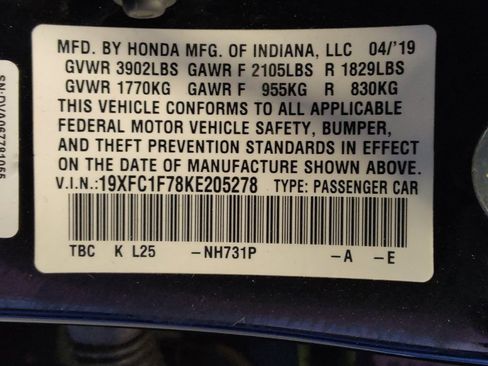 MFD. BY HONDA MFG. OF INDIANA, LLC 04/'19
GVWR 3902LBS GAWR F 2105LBS R 1829LBS
GVWR 1770KG GAWR F 955KG R 830KG
THIS VEHICLE CONFORMS TO ALL APPLICABLE
FEDERAL MOTOR VEHICLE SAFETY, BUMPER,
AND THEFT PREVENTION STANDARDS IN EFFECT
ON THE DATE OF MANUFACTURE SHOWN ABOVE.
V.I.N.:19XFC1F78KE205278 TYPE: PASSENGER CAR
TBC K L25 -NH731P -A -E